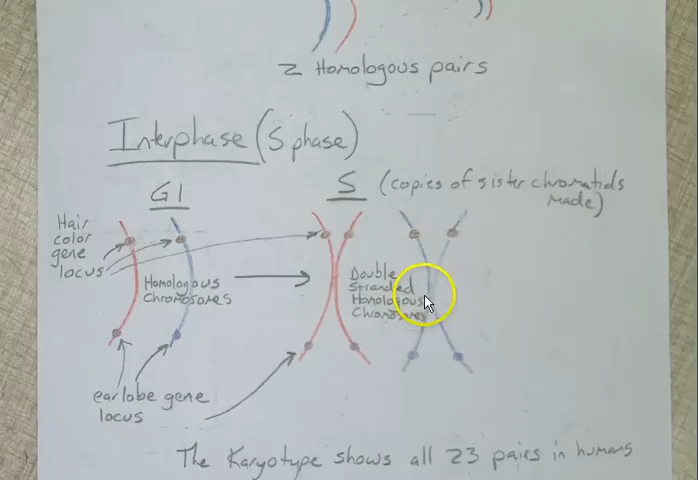 2 Homologous pairs
Interphase (S phase)
G1
S (copies of sister chromatids
made)
Hair
color
gene
locus
Homologous
Chromosomes
Double
Stranded
Homologous
Chromosomes
earlobe gene
locus
The Karyotype shows all 23 pairs in humans